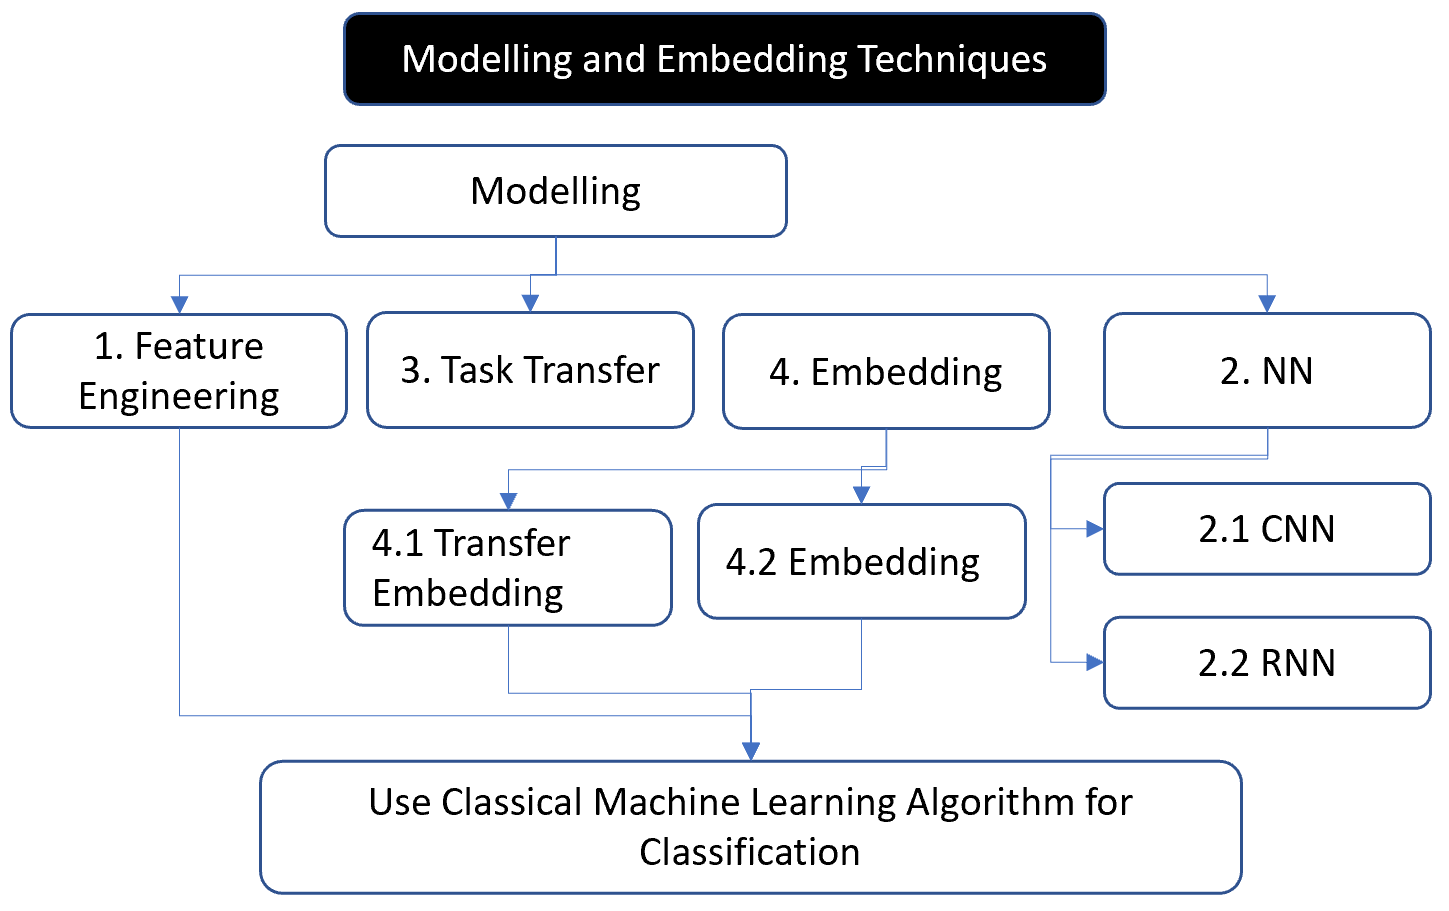 Modelling and Embedding Techniques
Modelling
1. Feature
Engineering
3. Task Transfer
4. Embedding
2. NN
4.1 Transfer
Embedding
4.2 Embedding
2.1 CNN
2.2 RNN
Use Classical Machine Learning Algorithm for
Classification